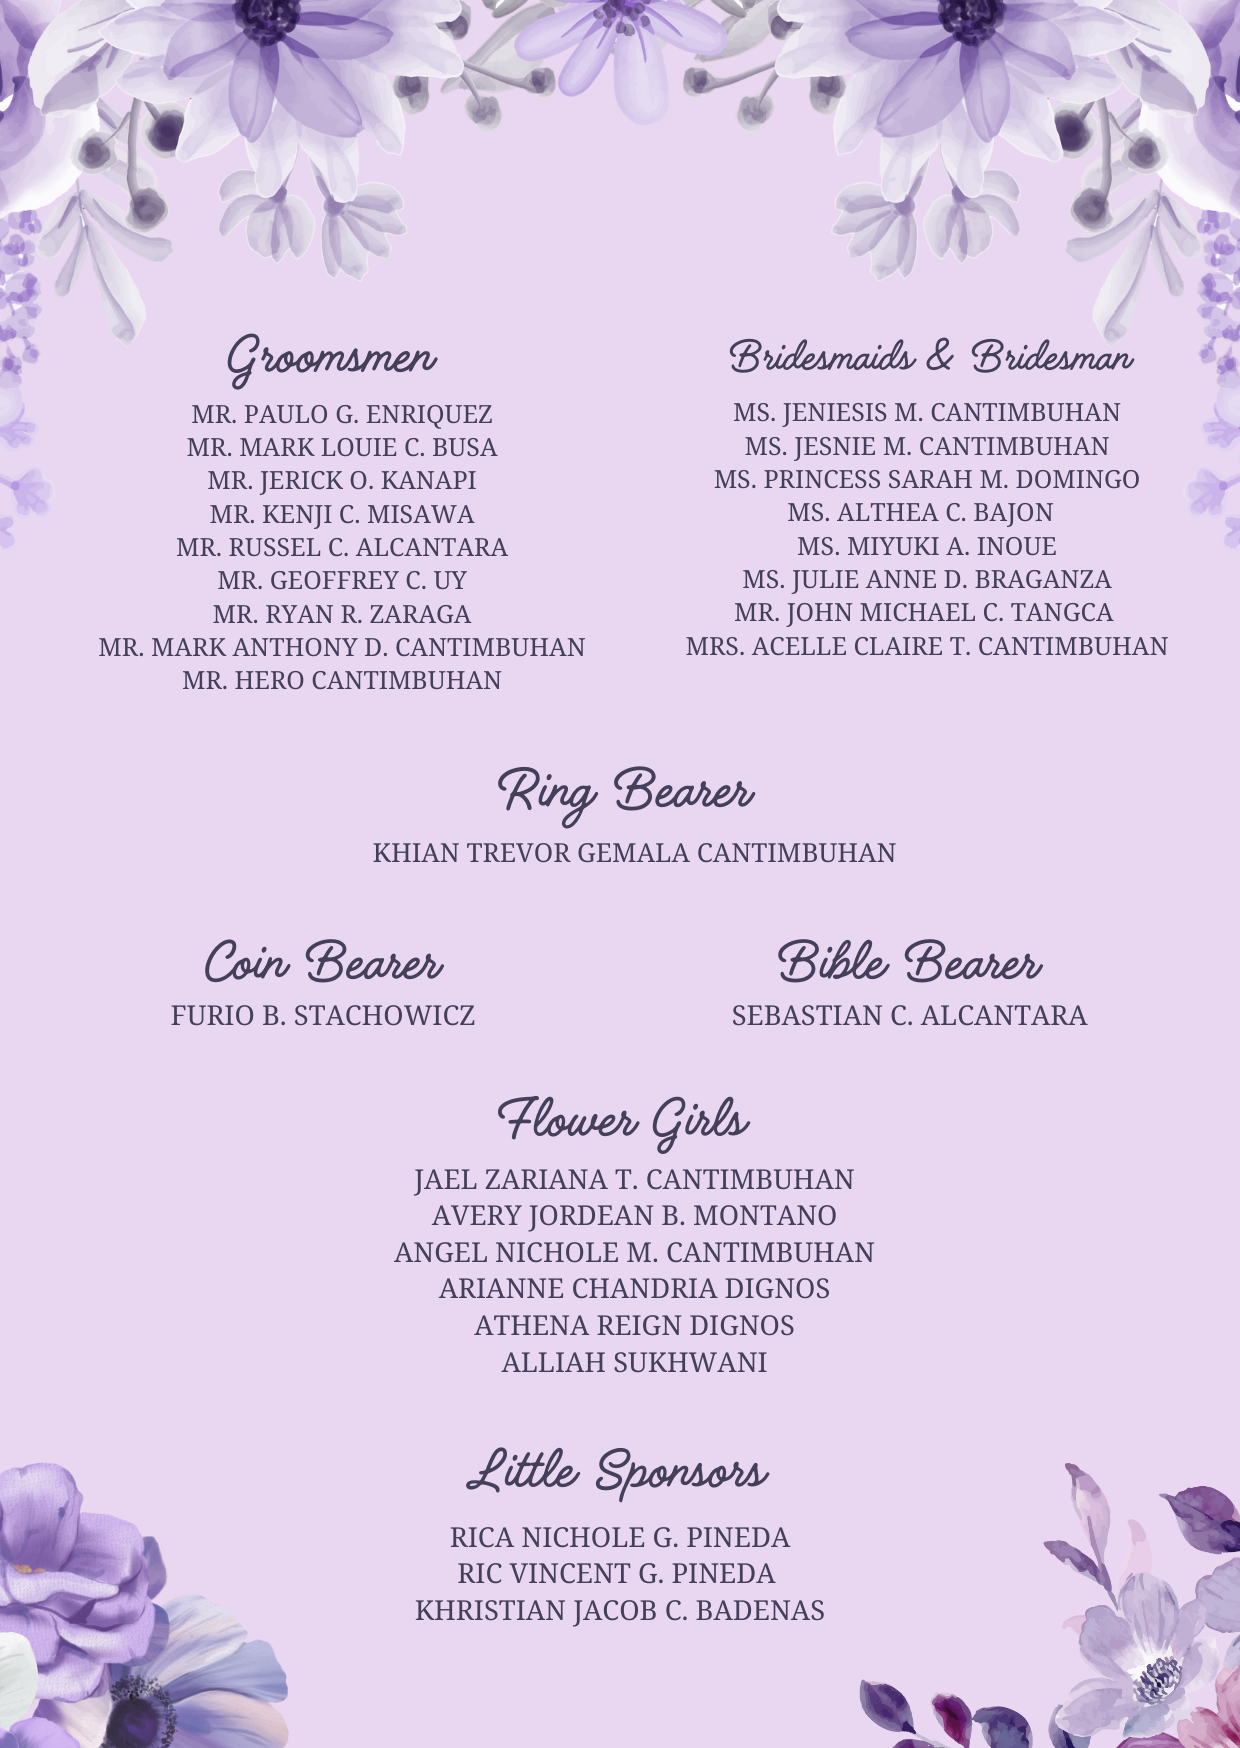 Groomsmen
MR. PAULO G. ENRIQUEZ
MR. MARK LOUIE C. BUSA
MR. JERICK O. KANAPI
MR. KENJI C. MISAWA
MR. RUSSEL C. ALCANTARA
MR. GEOFFREY C. UY
MR. RYAN R. ZARAGA
MR. MARK ANTHONY D. CANTIMBUHAN
MR. HERO CANTIMBUHAN
Bridesmaids & Bridesman
MS. JENIESIS M. CANTIMBUHAN
MS. JESNIE M. CANTIMBUHAN
MS. PRINCESS SARAH M. DOMINGO
MS. ALTHEA C. BAJON
MS. MIYUKI A. INOUE
MS. JULIE ANNE D. BRAGANZA
MR. JOHN MICHAEL C. TANGCA
MRS. ACELLE CLAIRE T. CANTIMBUHAN
Ring Bearer
KHIAN TREVOR GEMALA CANTIMBUHAN
Coin Bearer
FURIO B. STACHOWICZ
Bible Bearer
SEBASTIAN C. ALCANTARA
Flower Girls
JAEL ZARIANA T. CANTIMBUHAN
AVERY JORDEAN B. MONTANO
ANGEL NICHOLE M. CANTIMBUHAN
ARIANNE CHANDRIA DIGNOS
ATHENA REIGN DIGNOS
ALLIAH SUKHWANI
Little Sponsors
RICA NICHOLE G. PINEDA
RIC VINCENT G. PINEDA
KHRISTIAN JACOB C. BADENAS